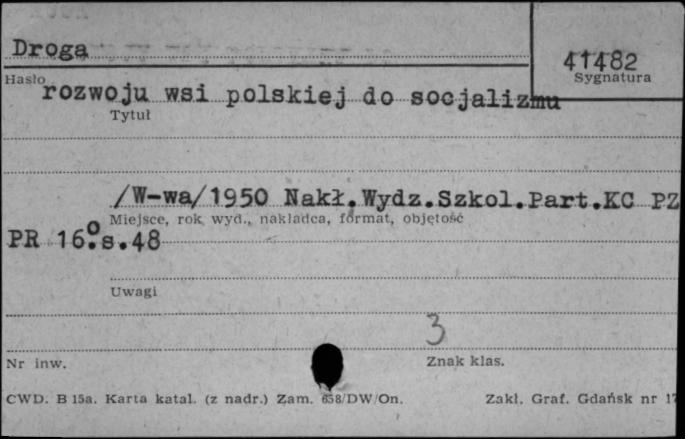 Droga
41482
Hasło
Sygnatura
rozwoju wsi polskiej do socjalizmu
Tytuł
/W-wa/1950 Nakł.Wydz.Szkol.Part.KC PZ
Miejsce, rok wyd., nakładca, format, objętość
PR 16°.s.48
Uwagi
3
Nr inw.
Znak klas.
CWD. B 15a. Karta katal. (z nadr.) Zam. 658/DW/On.
Zakł. Graf. Gdańsk nr 17